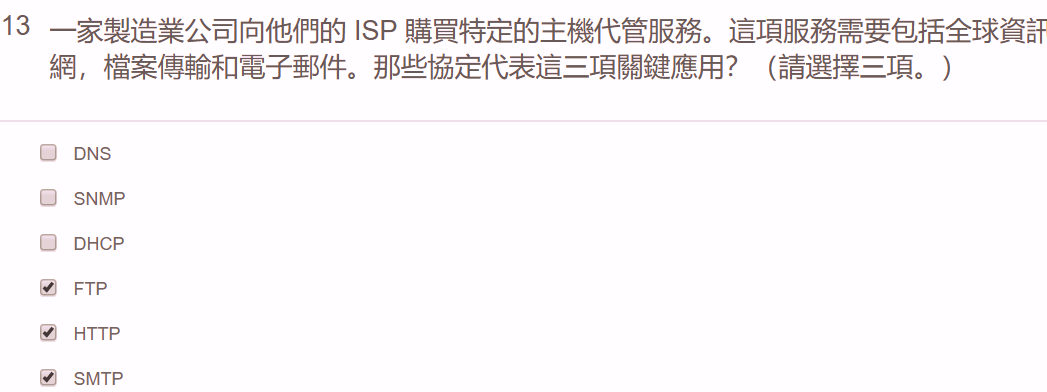 13 一家製造業公司向他們的 ISP 購買特定的主機代管服務。這項服務需要包括全球資訊
網，檔案傳輸和電子郵件。那些協定代表這三項關鍵應用？（請選擇三項。）
DNS
SNMP
DHCP
FTP
HTTP
SMTP